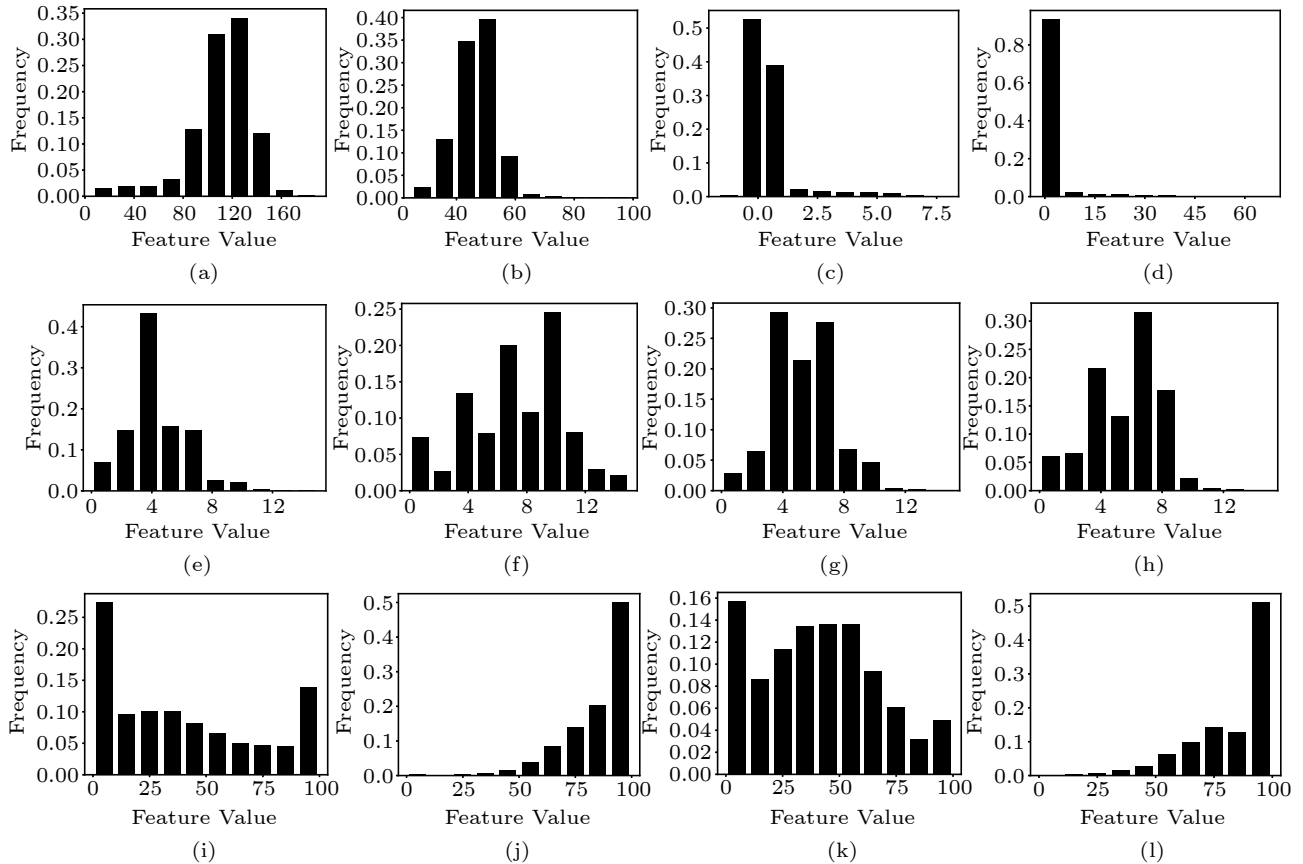 0.35
0.30
0.25
0.20
0.15
0.10
0.05
0.00
Frequency
0 40 80 120 160
Feature Value
(a)
0.40
0.35
0.30
0.25
0.20
0.15
0.10
0.05
0.00
Frequency
0 40 60 80 100
Feature Value
(b)
0.5
0.4
0.3
0.2
0.1
0.0
Frequency
0.0 2.5 5.0 7.5
Feature Value
(c)
0.8
0.6
0.4
0.2
0.0
Frequency
0 15 30 45 60
Feature Value
(d)
0.4
0.3
0.2
0.1
0.0
Frequency
0 4 8 12
Feature Value
(e)
0.25
0.20
0.15
0.10
0.05
0.00
Frequency
0 4 8 12
Feature Value
(f)
0.30
0.25
0.20
0.15
0.10
0.05
0.00
Frequency
0 4 8 12
Feature Value
(g)
0.30
0.25
0.20
0.15
0.10
0.05
0.00
Frequency
0 4 8 12
Feature Value
(h)
0.25
0.20
0.15
0.10
0.05
0.00
Frequency
0 25 50 75 100
Feature Value
(i)
0.5
0.4
0.3
0.2
0.1
0.0
Frequency
0 25 50 75 100
Feature Value
(j)
0.16
0.14
0.12
0.10
0.08
0.06
0.04
0.02
0.00
Frequency
0 25 50 75 100
Feature Value
(k)
0.5
0.4
0.3
0.2
0.1
0.0
Frequency
0 25 50 75 100
Feature Value
(l)